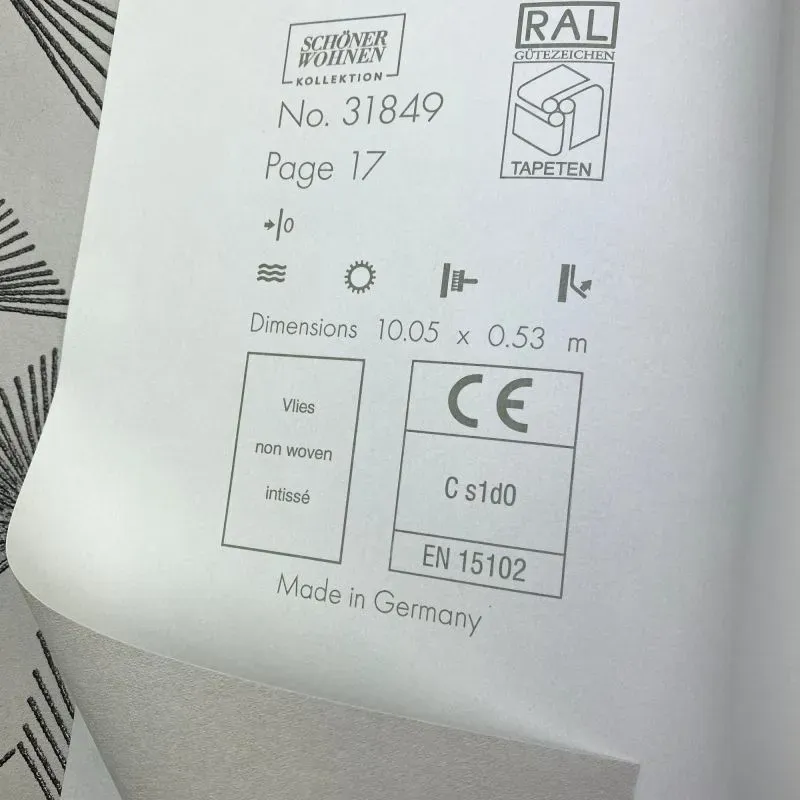 SCHÖNER
WOHNEN
KOLLEKTION
RAL
GÜTEZEICHEN
TAPETEN
No. 31849
Page 17
0
Dimensions 10.05 x 0.53 m
Vlies
non woven
intissé
CE
C s1d0
EN 15102
Made in Germany